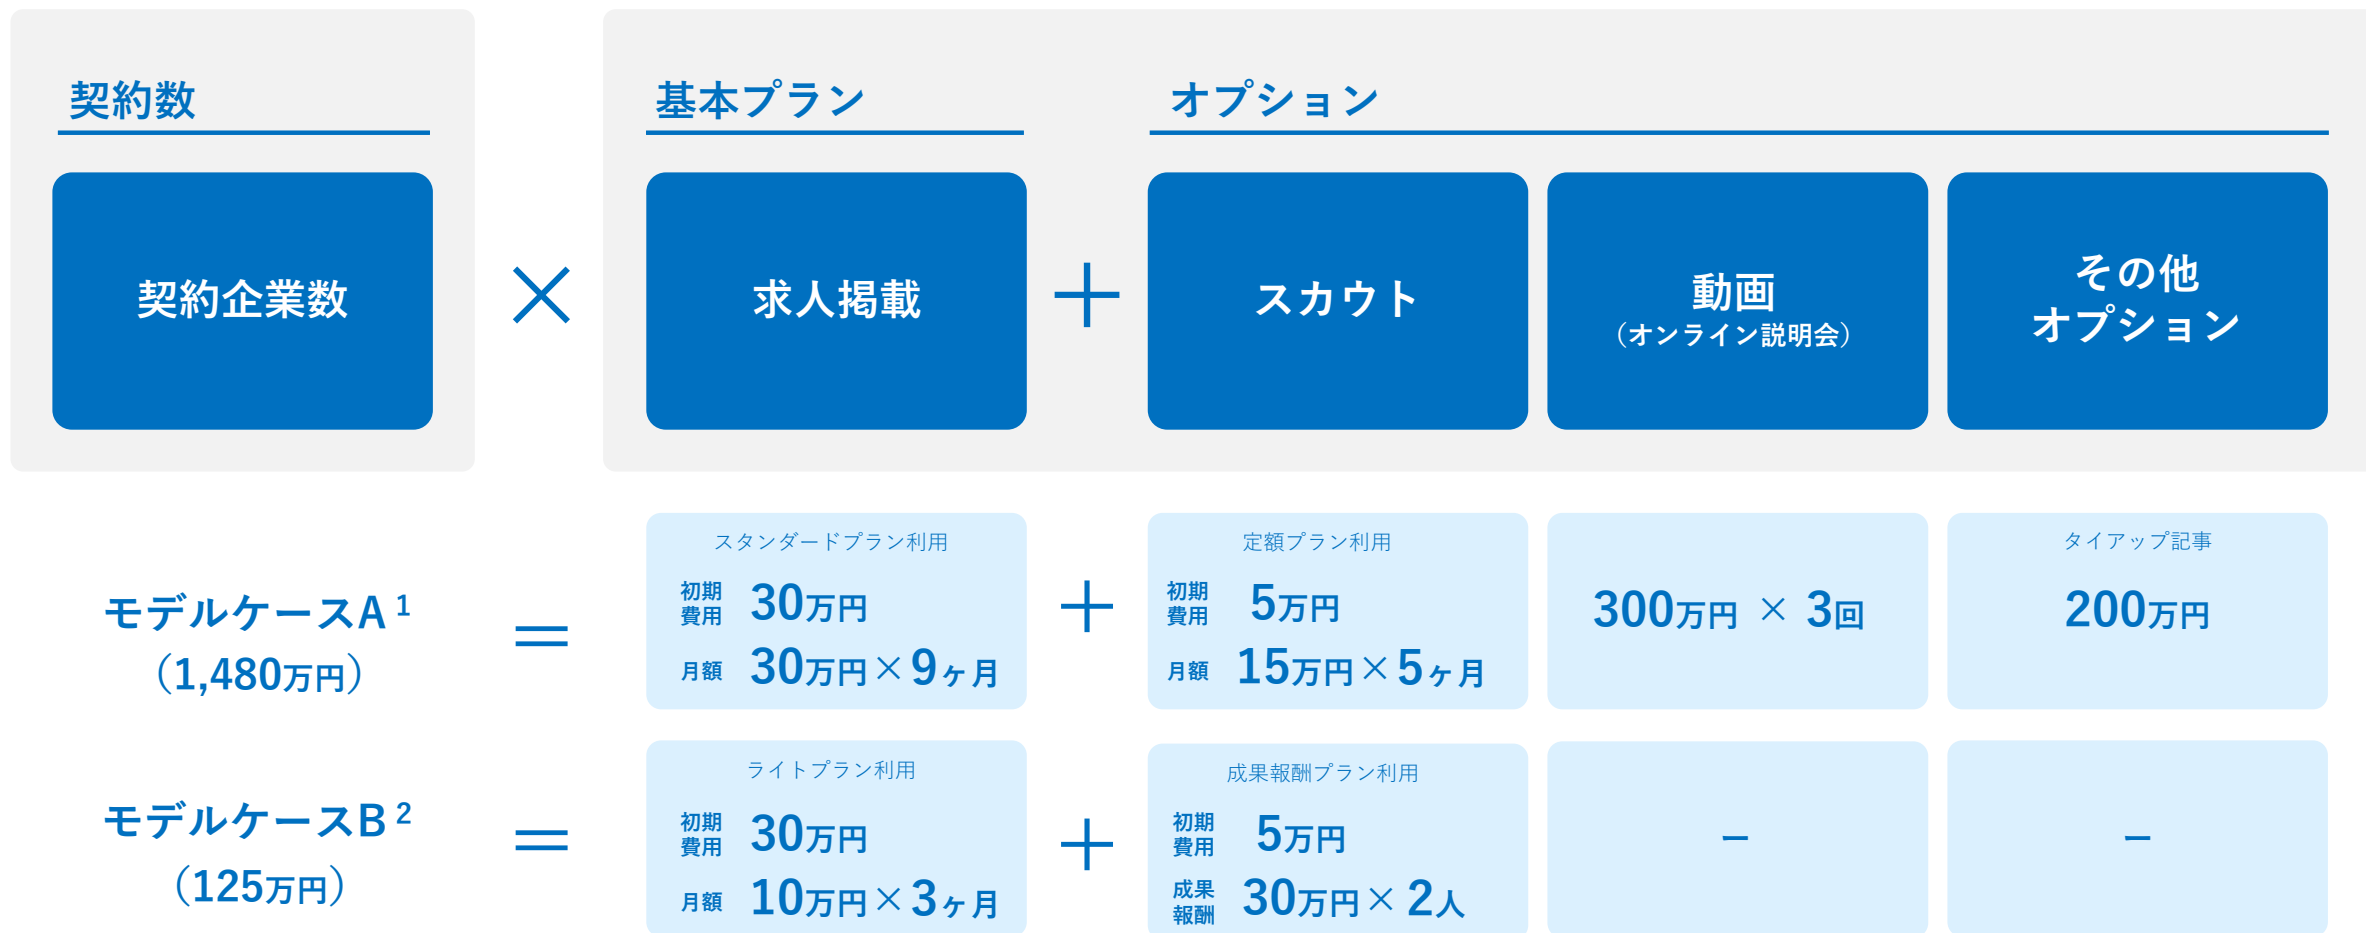 契約数
基本プラン
オプション
契約企業数
×
求人掲載
+
スカウト
動画
（オンライン説明会）
その他
オプション
モデルケースA 1
（1,480万円）
=
スタンダードプラン利用
初期
費用
30万円
月額
30万円×9ヶ月
+
定額プラン利用
初期
費用
5万円
月額
15万円×5ヶ月
300万円 × 3回
タイアップ記事
200万円
モデルケースB 2
（125万円）
=
ライトプラン利用
初期
費用
30万円
月額
10万円×3ヶ月
+
成果報酬プラン利用
初期
費用
5万円
成果
報酬
30万円×2人
–
–